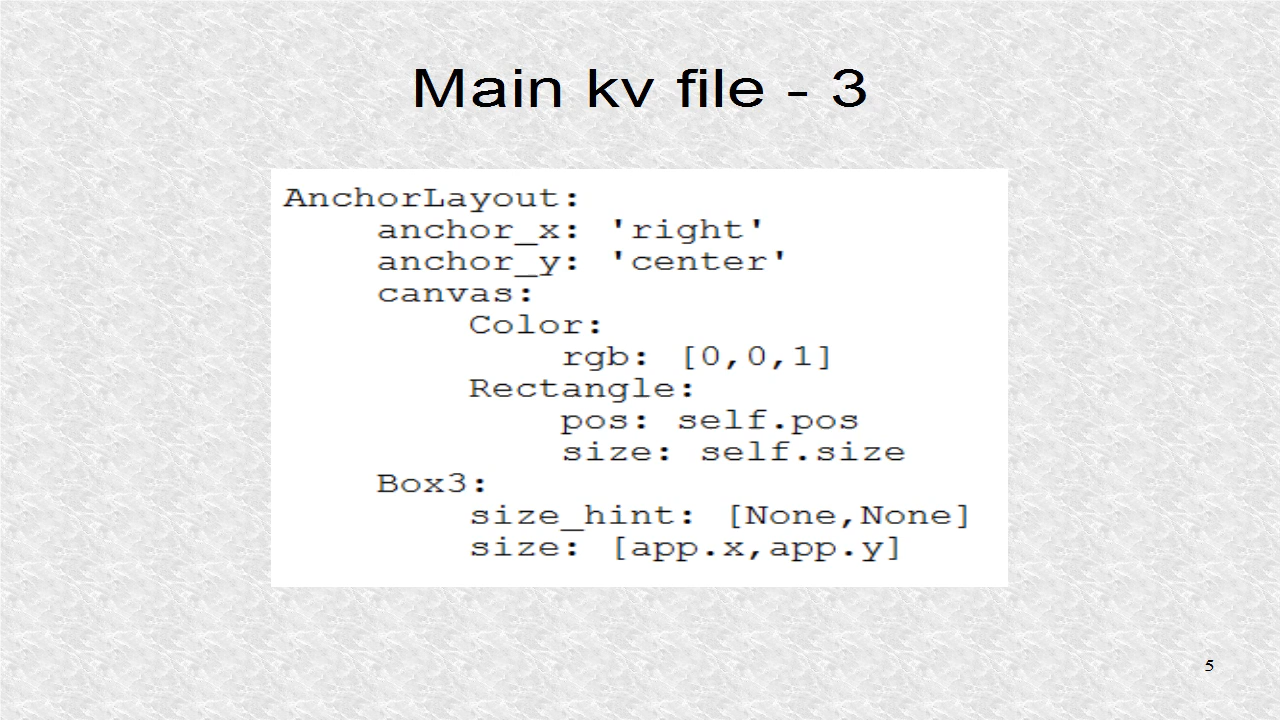 Main kv file - 3
AnchorLayout:
    anchor_x: 'right'
    anchor_y: 'center'
    canvas:
        Color:
            rgb: [0,0,1]
        Rectangle:
            pos: self.pos
            size: self.size
    Box3:
        size_hint: [None,None]
        size: [app.x,app.y]
5